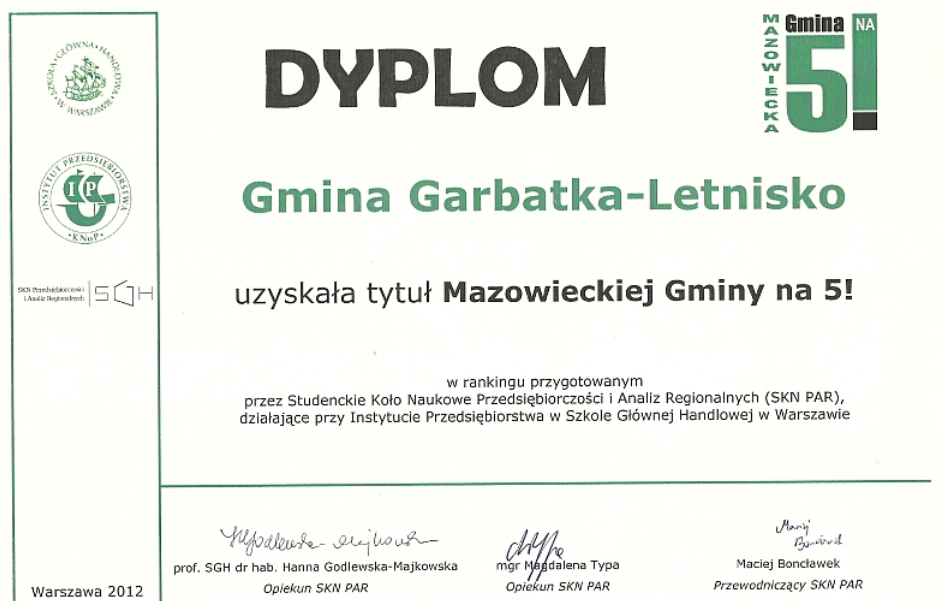 SZKOŁA GŁÓWNA HANDLOWA
W WARSZAWIE
DYPLOM
MAZOWIECKA
Gmina NA
5!
INSTYTUT PRZEDSIĘBIORSTWA
IP
KNoP
Gmina Garbatka-Letnisko
SKN Przedsiębiorczości
i Analiz Regionalnych
SGH
uzyskała tytuł Mazowieckiej Gminy na 5!
w rankingu przygotowanym
przez Studenckie Koło Naukowe Przedsiębiorczości i Analiz Regionalnych (SKN PAR),
działające przy Instytucie Przedsiębiorstwa w Szkole Głównej Handlowej w Warszawie
prof. SGH dr hab. Hanna Godlewska-Majkowska
Opiekun SKN PAR
mgr Magdalena Typa
Opiekun SKN PAR
Maciej Boncławek
Przewodniczący SKN PAR
Warszawa 2012